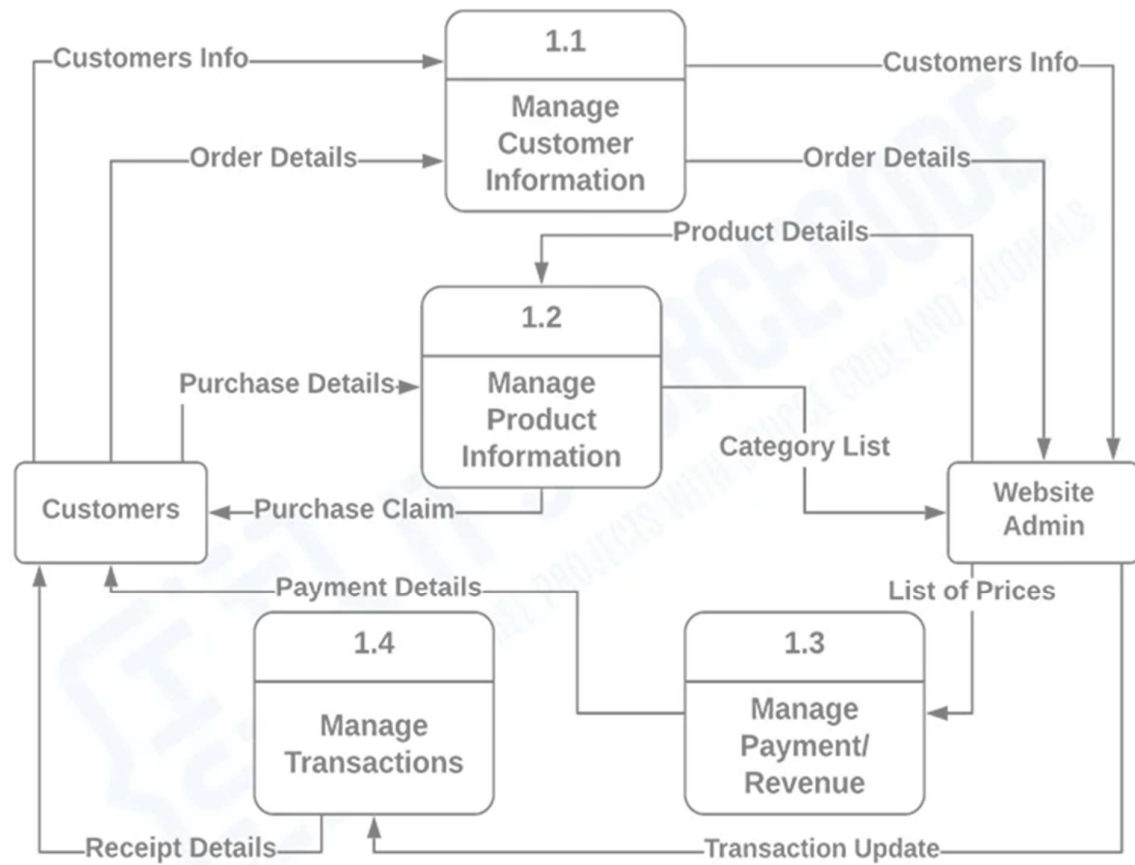 1.1
Customers Info
Customers Info
Manage
Customer
Information
Order Details
Order Details
Product Details
1.2
Purchase Details
Manage
Product
Information
Category List
Customers
Purchase Claim
Website
Admin
Payment Details
List of Prices
1.4
1.3
Manage
Transactions
Manage
Payment/
Revenue
Receipt Details
Transaction Update